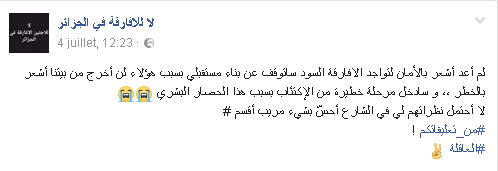 لا للافارقة في الجزائر
4 juillet, 12:23
لا
للاجئين الافارقة في
الجزائر
لم أعد أشعر بالأمان لتواجد الافارقة السود ساتوقف عن بناء مستقبلي بسبب هؤلاء لن أخرج من بيتنا أشعر
بالخطر ,, و سادخل مرحلة خطيرة من الإكتئاب بسبب هذا الحصار البشري 😭😭
لا أحتمل نظراتهم لي في الشارع أحسّ بشيء مريب أقسم #
#من_تعليقاتكم !
#العاقلة ✌